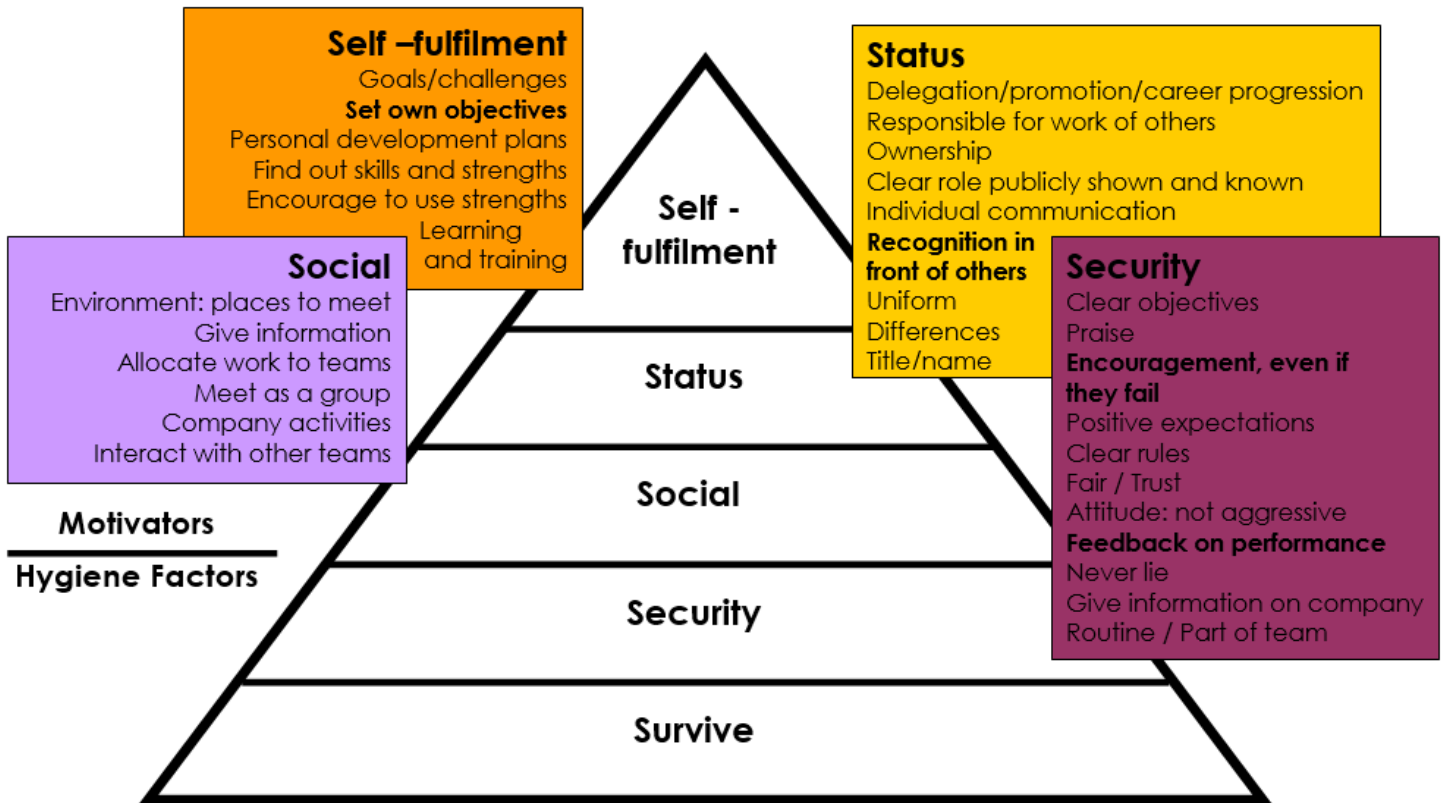 Self –fulfilment
Goals/challenges
Set own objectives
Personal development plans
Find out skills and strengths
Encourage to use strengths
Learning
and training
Status
Delegation/promotion/career progression
Responsible for work of others
Ownership
Clear role publicly shown and known
Individual communication
Recognition in
front of others
Uniform
Differences
Title/name
Social
Environment: places to meet
Give information
Allocate work to teams
Meet as a group
Company activities
Interact with other teams
Security
Clear objectives
Praise
Encouragement, even if
they fail
Positive expectations
Clear rules
Fair / Trust
Attitude: not aggressive
Feedback on performance
Never lie
Give information on company
Routine / Part of team
Motivators
Hygiene Factors
Self -
fulfilment
Status
Social
Security
Survive